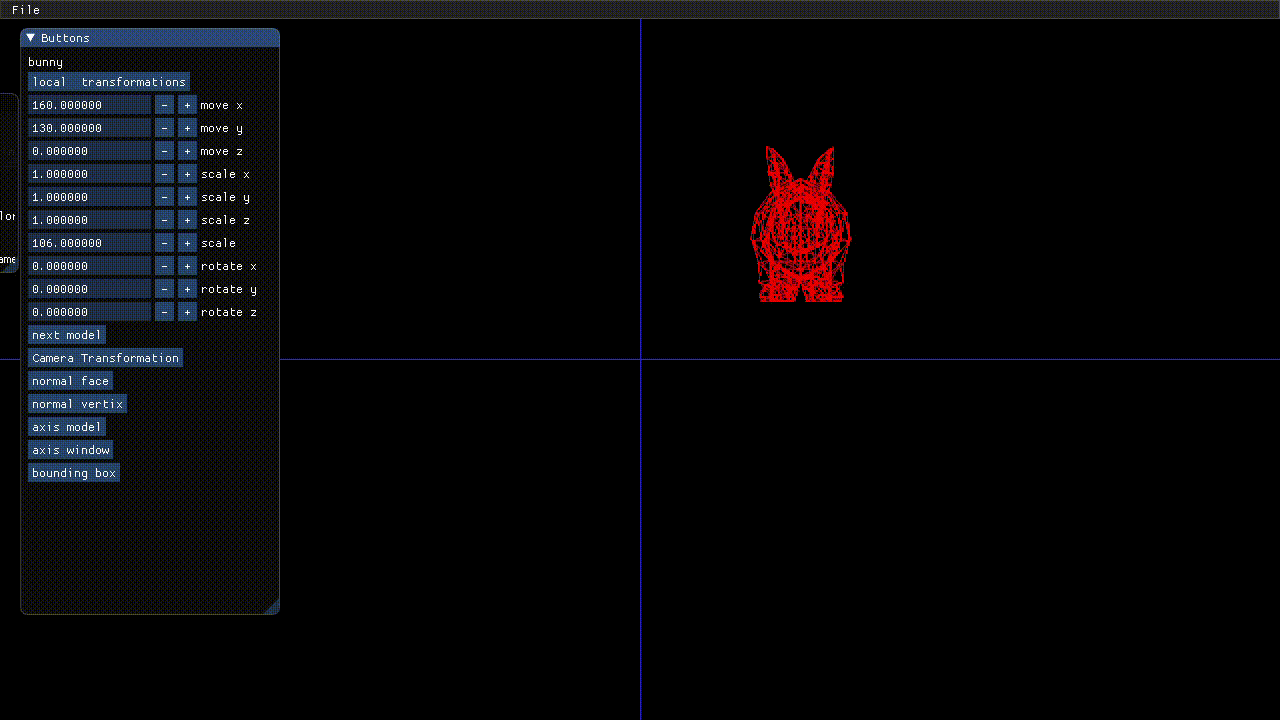 File
▼ Buttons
bunny
local  transformations
160.000000 - + move x
130.000000 - + move y
0.000000 - + move z
1.000000 - + scale x
1.000000 - + scale y
1.000000 - + scale z
lor
106.000000 - + scale
ame
0.000000 - + rotate x
0.000000 - + rotate y
0.000000 - + rotate z
next model
Camera Transformation
normal face
normal vertix
axis model
axis window
bounding box